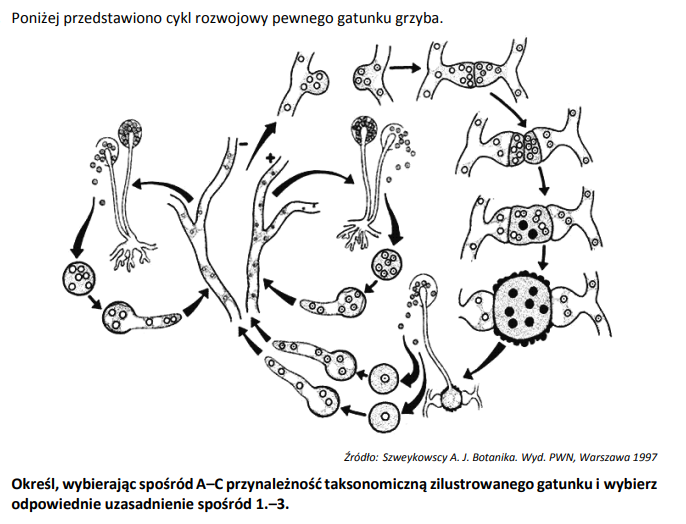 Poniżej przedstawiono cykl rozwojowy pewnego gatunku grzyba.
-
+
Źródło: Szweykowscy A. J. Botanika. Wyd. PWN, Warszawa 1997
Określ, wybierając spośród A–C przynależność taksonomiczną zilustrowanego gatunku i wybierz
odpowiednie uzasadnienie spośród 1.–3.